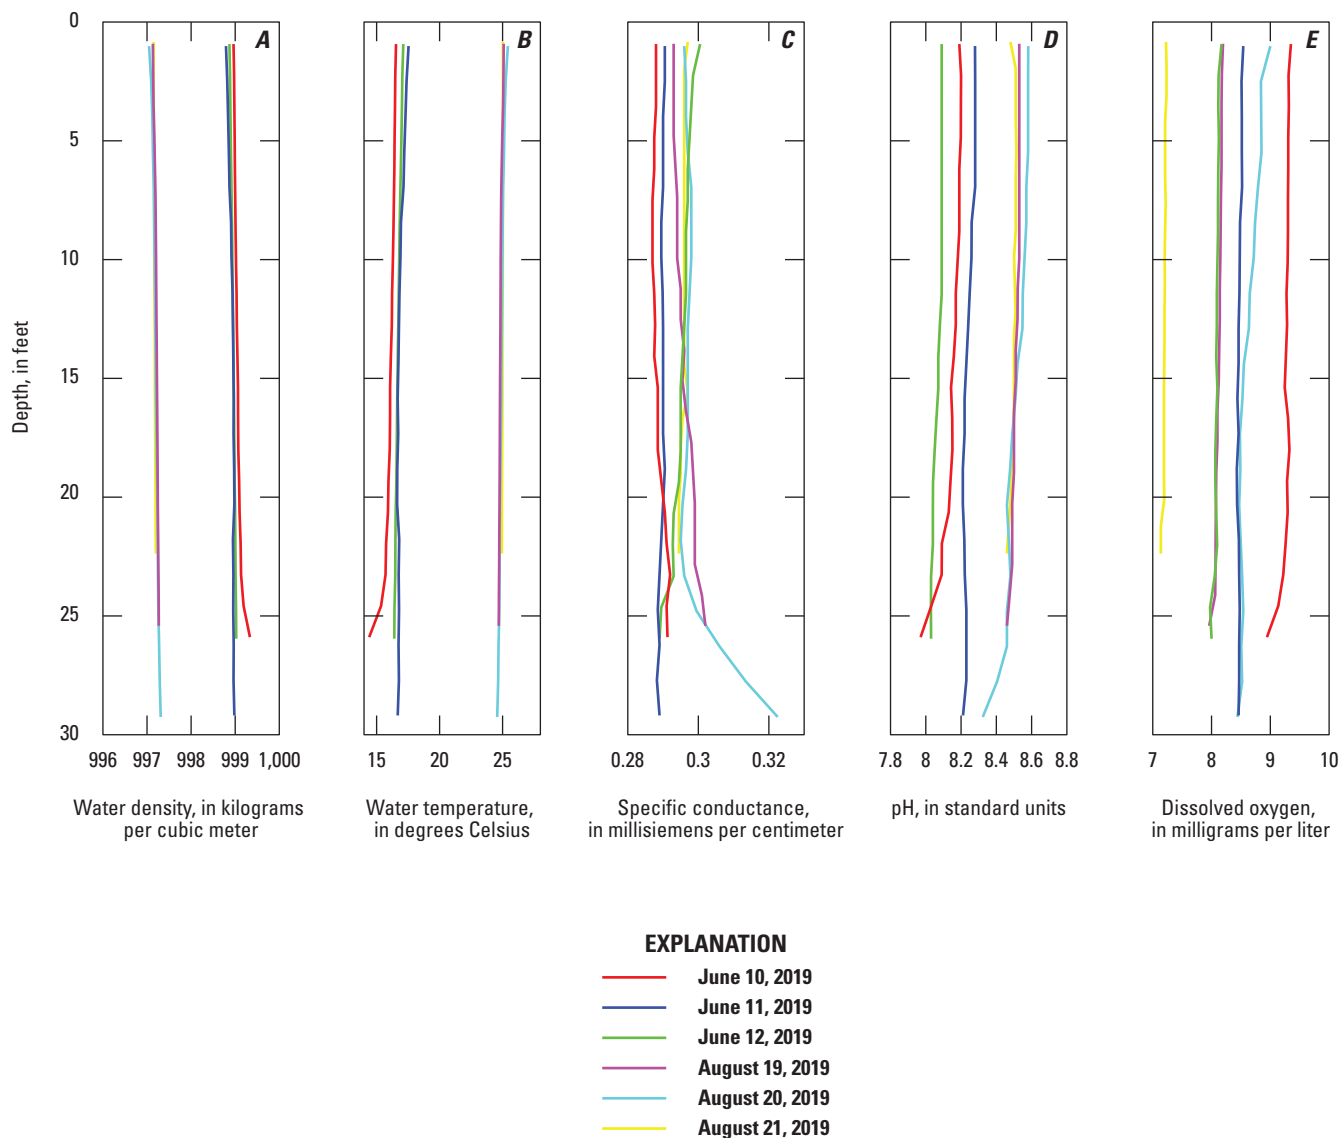 A
B
C
D
E
0
5
10
15
20
25
30
Depth, in feet
996 997 998 999 1,000
15 20 25
0.28 0.3 0.32
7.8 8 8.2 8.4 8.6 8.8
7 8 9 10
Water density, in kilograms
per cubic meter
Water temperature,
in degrees Celsius
Specific conductance,
in millisiemens per centimeter
pH, in standard units
Dissolved oxygen,
in milligrams per liter
EXPLANATION
June 10, 2019
June 11, 2019
June 12, 2019
August 19, 2019
August 20, 2019
August 21, 2019